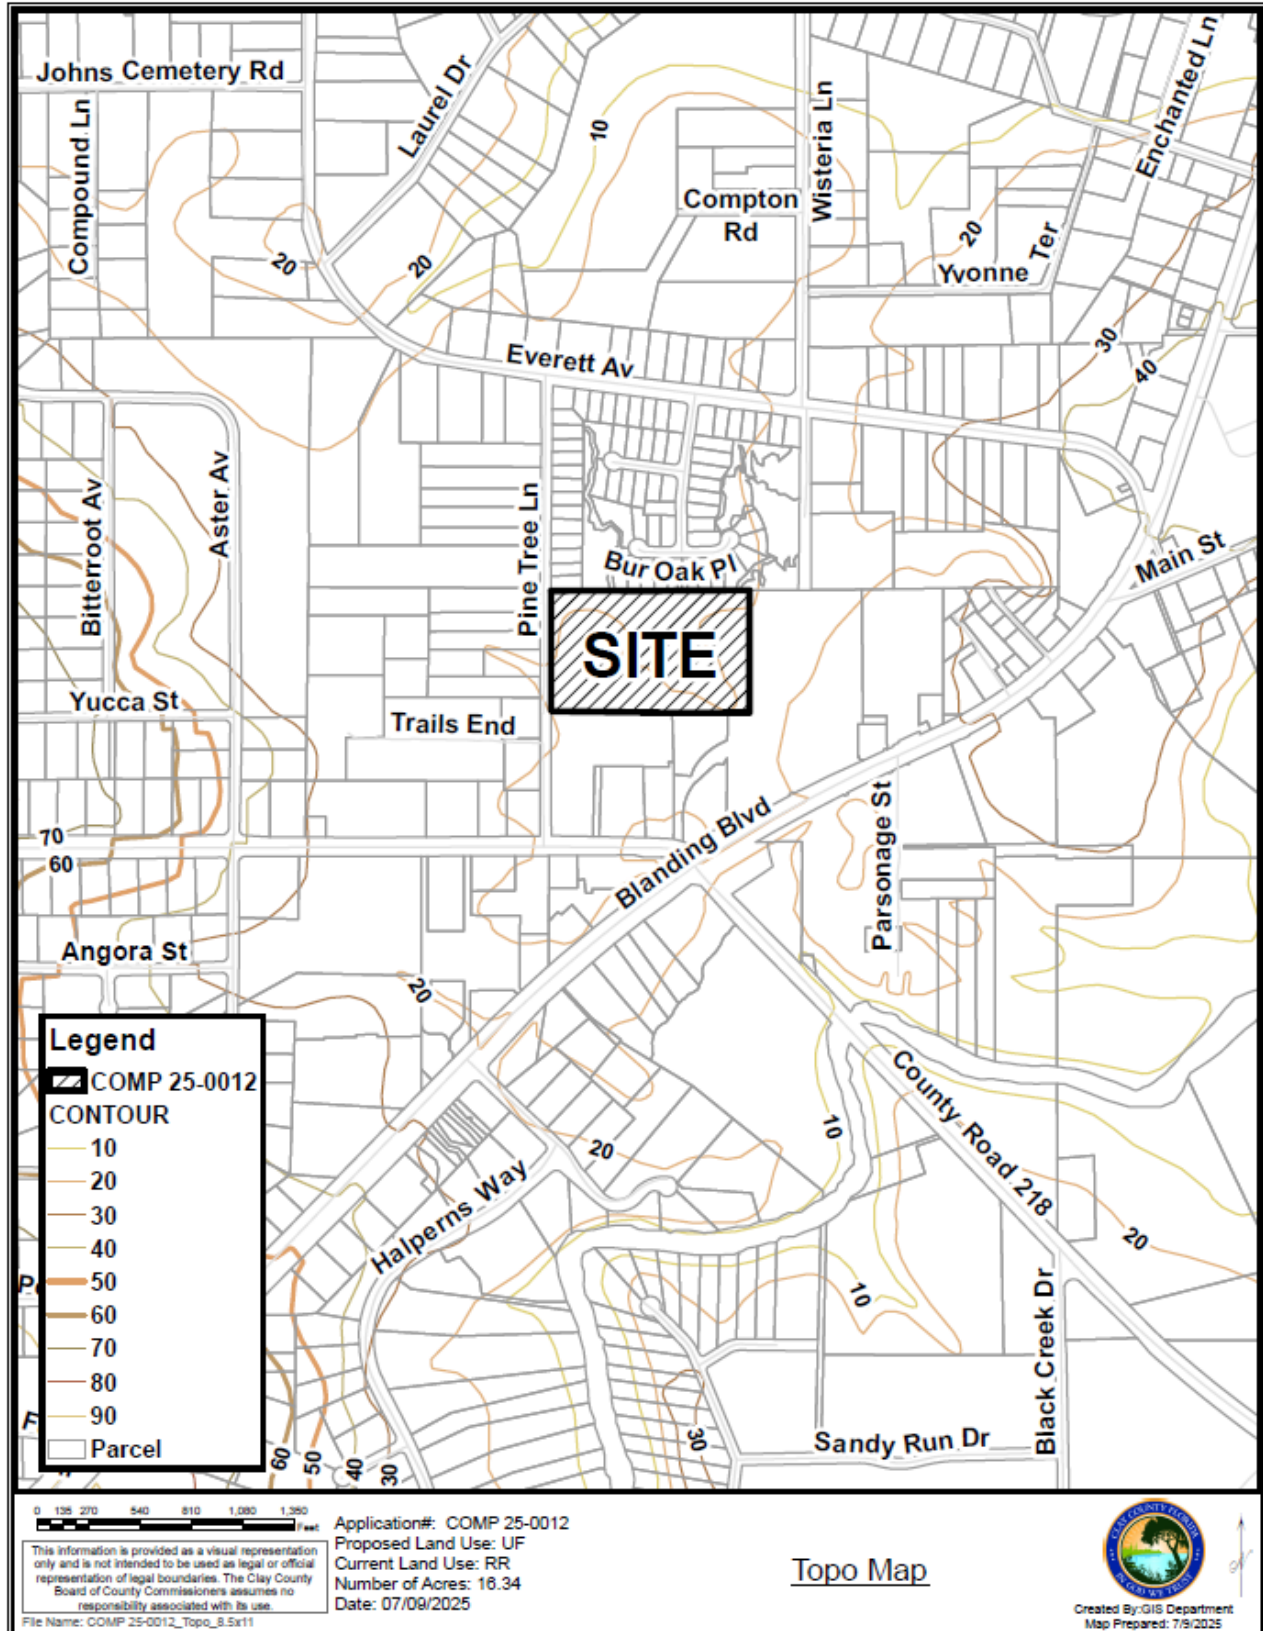 Johns Cemetery Rd
Compound Ln
Laurel Dr
10
Wisteria Ln
Enchanted Ln
Compton
Rd
20
20
20
Yvonne Ter
30
40
Everett Av
Bitterroot Av
Aster Av
Pine Tree Ln
Bur Oak Pl
Main St
SITE
Yucca St
Trails End
70
60
Blanding Blvd
Parsonage St
Angora St
20
County Road 218
10
20
Halperns Way
20
10
Black Creek Dr
30
Sandy Run Dr
60
50
40
30
Legend
COMP 25-0012
CONTOUR
10
20
30
40
50
60
70
80
90
Parcel
0 135 270 540 810 1,080 1,350
Feet
This information is provided as a visual representation
only and is not intended to be used as legal or official
representation of legal boundaries. The Clay County
Board of County Commissioners assumes no
responsibility associated with its use.
File Name: COMP 25-0012_Topo_8.5x11
Application#: COMP 25-0012
Proposed Land Use: UF
Current Land Use: RR
Number of Acres: 16.34
Date: 07/09/2025
Topo Map
CLAY COUNTY FLORIDA
IN GOD WE TRUST
Created By:GIS Department
Map Prepared: 7/9/2025